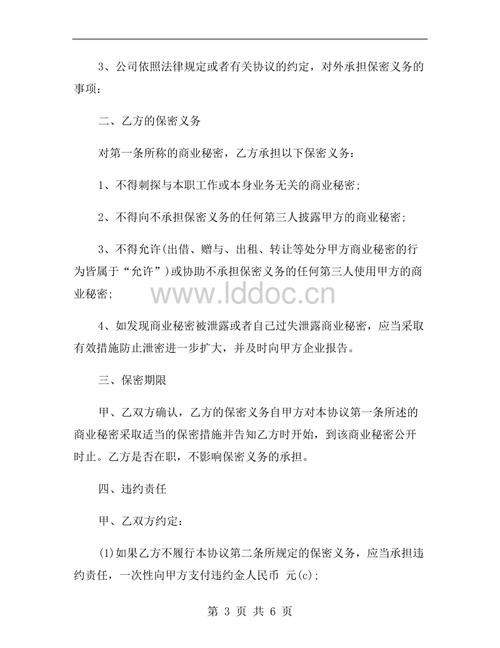 3、公司依照法律规定或者有关协议的约定，对外承担保密义务的
事项：
二、乙方的保密义务
对第一条所称的商业秘密，乙方承担以下保密义务：
1、不得刺探与本职工作或本身业务无关的商业秘密;
2、不得向不承担保密义务的任何第三人披露甲方的商业秘密;
3、不得允许(出借、赠与、出租、转让等处分甲方商业秘密的行
为皆属于“允许”)或协助不承担保密义务的任何第三人使用甲方的商
业秘密;
www.lddoc.cn
4、如发现商业秘密被泄露或者自己过失泄露商业秘密，应当采取
有效措施防止泄密进一步扩大，并及时向甲方企业报告。
三、保密期限
甲、乙双方确认，乙方的保密义务自甲方对本协议第一条所述的
商业秘密采取适当的保密措施并告知乙方时开始，到该商业秘密公开
时止。乙方是否在职，不影响保密义务的承担。
四、违约责任
甲、乙双方约定：
(1)如果乙方不履行本协议第二条所规定的保密义务，应当承担违
约责任，一次性向甲方支付违约金人民币 元(c);
第 3 页 共 6 页